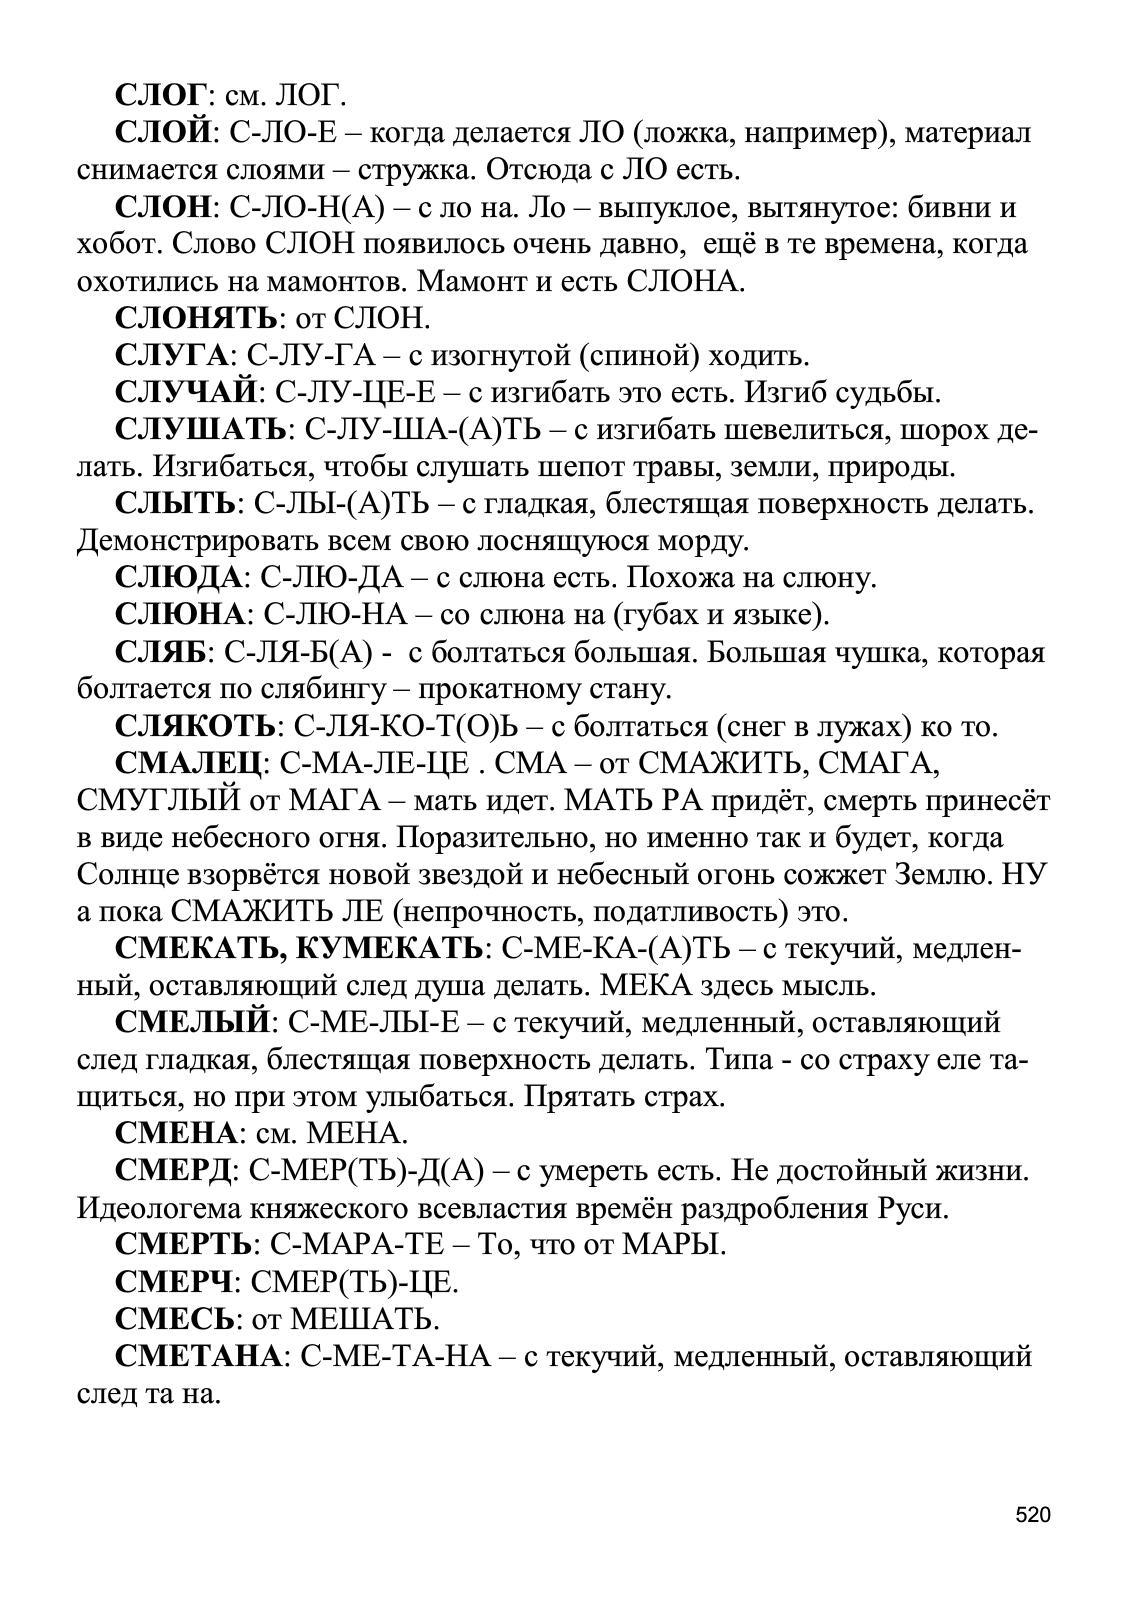 СЛОГ: см. ЛОГ.
СЛОЙ: С-ЛО-Е – когда делается ЛО (ложка, например), материал
снимается слоями – стружка. Отсюда с ЛО есть.
СЛОН: С-ЛО-Н(А) – с ло на. Ло – выпуклое, вытянутое: бивни и
хобот. Слово СЛОН появилось очень давно,  ещё в те времена, когда
охотились на мамонтов. Мамонт и есть СЛОНА.
СЛОНЯТЬ: от СЛОН.
СЛУГА: С-ЛУ-ГА – с изогнутой (спиной) ходить.
СЛУЧАЙ: С-ЛУ-ЦЕ-Е – с изгибать это есть. Изгиб судьбы.
СЛУШАТЬ: С-ЛУ-ША-(А)ТЬ – с изгибать шевелиться, шорох де-
лать. Изгибаться, чтобы слушать шепот травы, земли, природы.
СЛЫТЬ: С-ЛЫ-(А)ТЬ – с гладкая, блестящая поверхность делать.
Демонстрировать всем свою лоснящуюся морду.
СЛЮДА: С-ЛЮ-ДА – с слюна есть. Похожа на слюну.
СЛЮНА: С-ЛЮ-НА – со слюна на (губах и языке).
СЛЯБ: С-ЛЯ-Б(А) -  с болтаться большая. Большая чушка, которая
болтается по слябингу – прокатному стану.
СЛЯКОТЬ: С-ЛЯ-КО-Т(О)Ь – с болтаться (снег в лужах) ко то.
СМАЛЕЦ: С-МА-ЛЕ-ЦЕ . СМА – от СМАЖИТЬ, СМАГА,
СМУГЛЫЙ от МАГА – мать идет. МАТЬ РА придёт, смерть принесёт
в виде небесного огня. Поразительно, но именно так и будет, когда
Солнце взорвётся новой звездой и небесный огонь сожжет Землю. НУ
а пока СМАЖИТЬ ЛЕ (непрочность, податливость) это.
СМЕКАТЬ, КУМЕКАТЬ: С-МЕ-КА-(А)ТЬ – с текучий, медлен-
ный, оставляющий след душа делать. МЕКА здесь мысль.
СМЕЛЫЙ: С-МЕ-ЛЫ-Е – с текучий, медленный, оставляющий
след гладкая, блестящая поверхность делать. Типа - со страху еле та-
щиться, но при этом улыбаться. Прятать страх.
СМЕНА: см. МЕНА.
СМЕРД: С-МЕР(ТЬ)-Д(А) – с умереть есть. Не достойный жизни.
Идеологема княжеского всевластия времён раздробления Руси.
СМЕРТЬ: С-МАРА-ТЕ – То, что от МАРЫ.
СМЕРЧ: СМЕР(ТЬ)-ЦЕ.
СМЕСЬ: от МЕШАТЬ.
СМЕТАНА: С-МЕ-ТА-НА – с текучий, медленный, оставляющий
след та на.
520